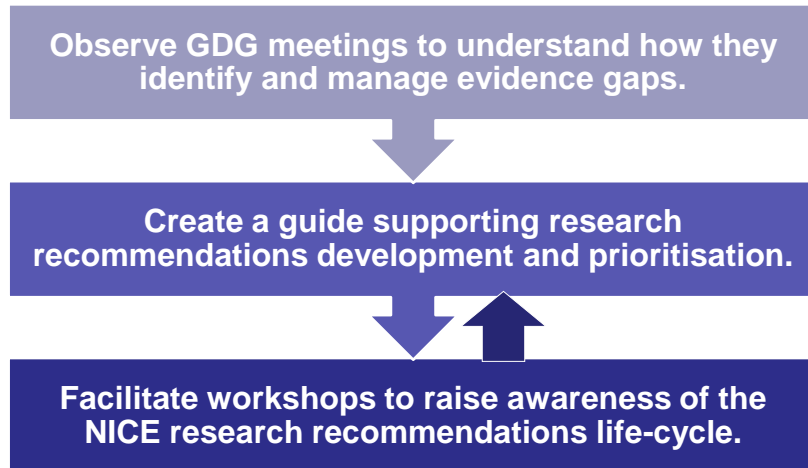 Observe GDG meetings to understand how they
identify and manage evidence gaps.
Create a guide supporting research
recommendations development and prioritisation.
Facilitate workshops to raise awareness of the
NICE research recommendations life-cycle.